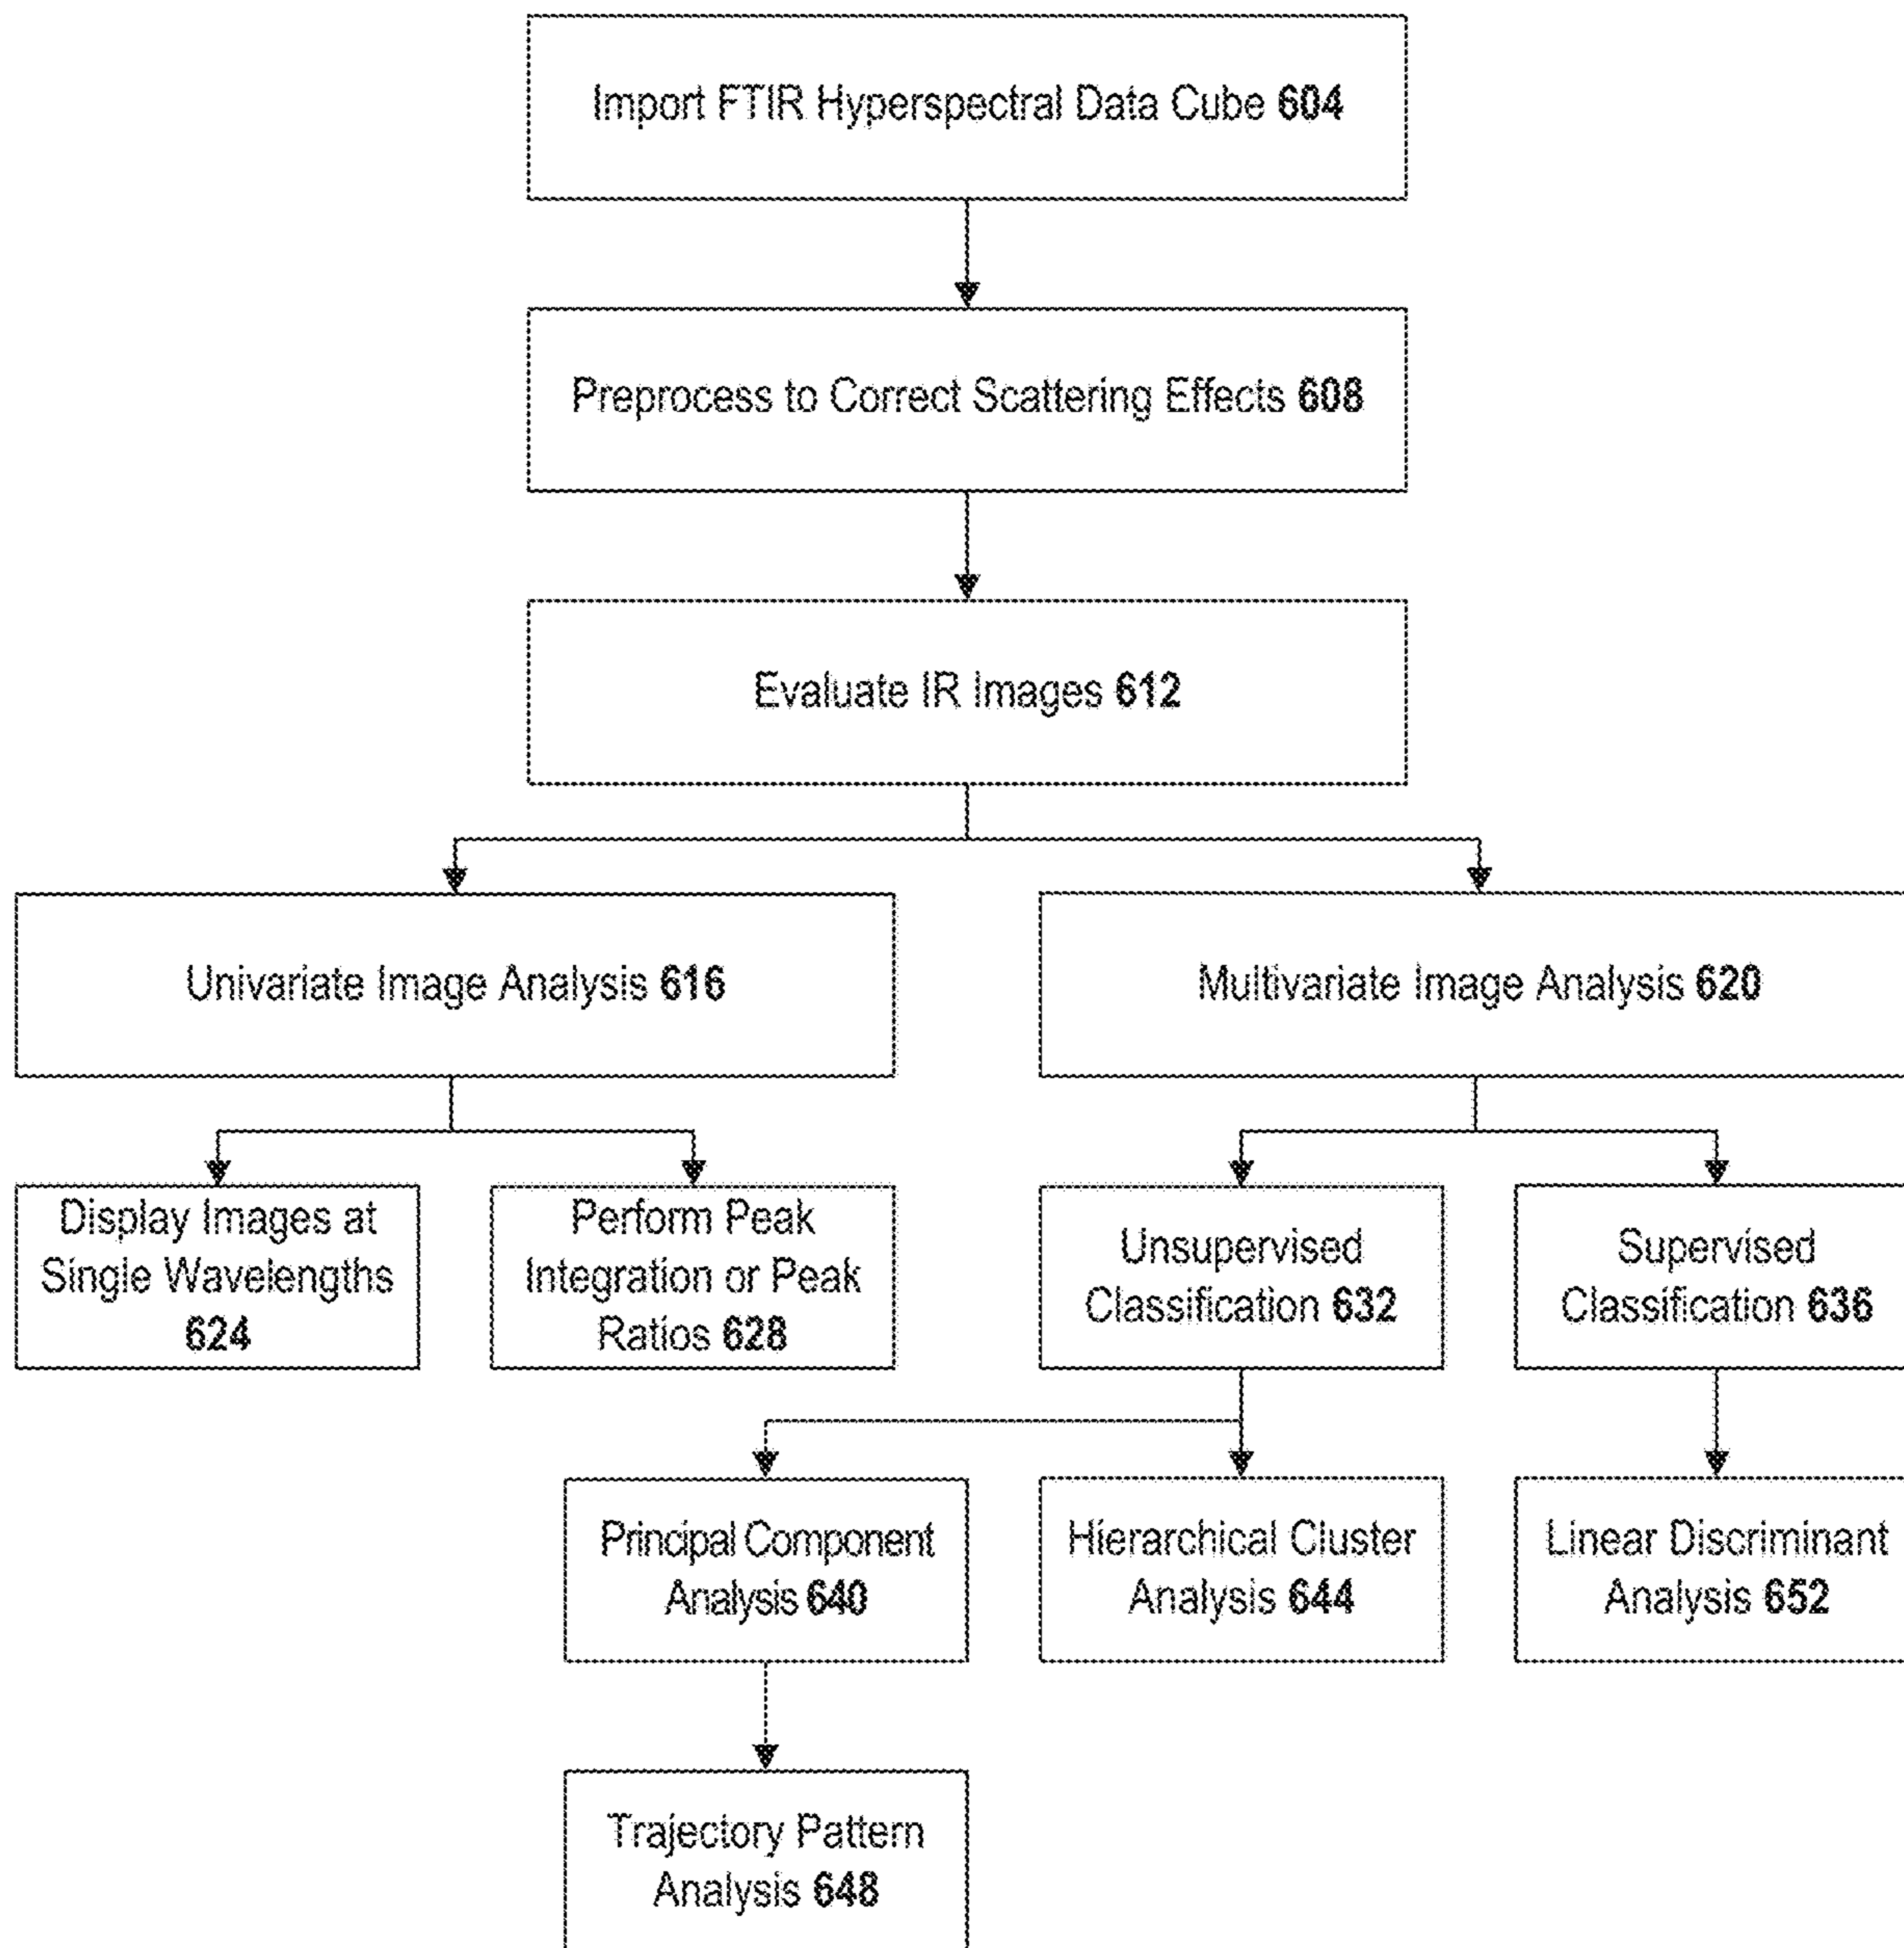 Import FTIR Hyperspectral Data Cube 604
Preprocess to Correct Scattering Effects 608
Evaluate IR Images 612
Univariate Image Analysis 616
Multivariate Image Analysis 620
Display Images at
Single Wavelengths
624
Perform Peak
Integration or Peak
Ratios 628
Unsupervised
Classification 632
Supervised
Classification 636
Principal Component
Analysis 640
Hierarchical Cluster
Analysis 644
Linear Discriminant
Analysis 652
Trajectory Pattern
Analysis 648